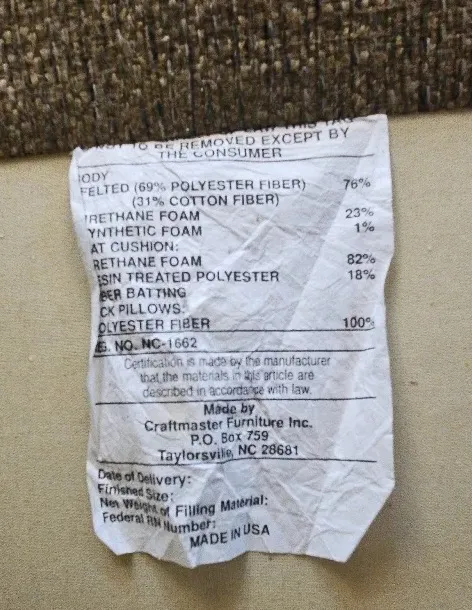 TO BE REMOVED EXCEPT BY
THE CONSUMER
ODY
FELTED (69% POLYESTER FIBER) 76%
(31% COTTON FIBER)
RETHANE FOAM 23%
YNTHETIC FOAM 1%
AT CUSHION:
RETHANE FOAM 82%
SIN TREATED POLYESTER 18%
BER BATTING
CK PILLOWS:
OLYESTER FIBER 100%
G. NO. NC-1662
Certification is made by the manufacturer
that the materials in this article are
described in accordance with law.
Made by
Craftmaster Furniture Inc.
P.O. Box 759
Taylorsville, NC 28681
Date of Delivery:
Finished Size:
Net Weight of Filling Material:
Federal RN Number:
MADE IN USA